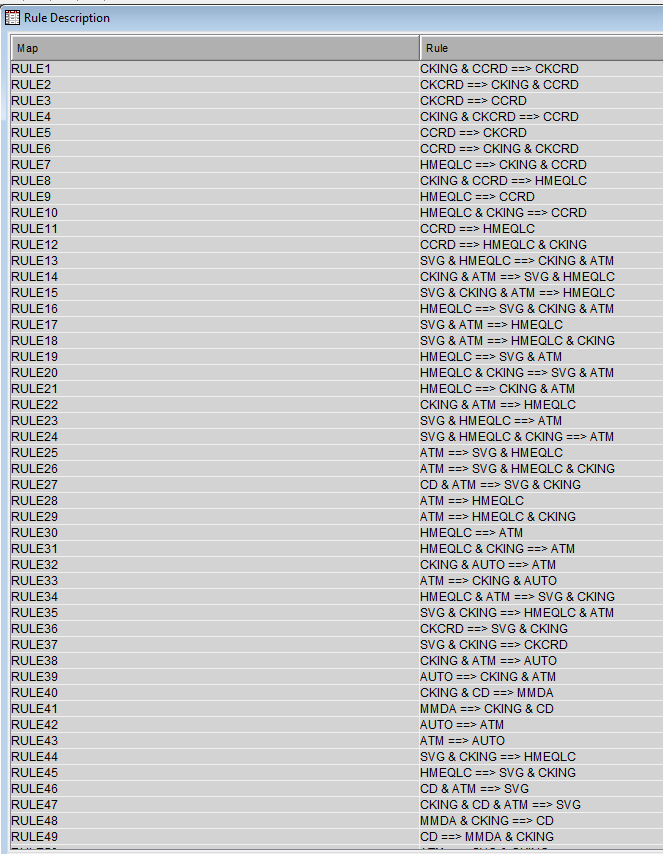 Rule Description
Map Rule
RULE1 CKING & CCRD ==> CKCRD
RULE2 CKCRD ==> CKING & CCRD
RULE3 CKCRD ==> CCRD
RULE4 CKING & CKCRD ==> CCRD
RULE5 CCRD ==> CKCRD
RULE6 CCRD ==> CKING & CKCRD
RULE7 HMEQLC ==> CKING & CCRD
RULE8 CKING & CCRD ==> HMEQLC
RULE9 HMEQLC ==> CCRD
RULE10 HMEQLC & CKING ==> CCRD
RULE11 CCRD ==> HMEQLC
RULE12 CCRD ==> HMEQLC & CKING
RULE13 SVG & HMEQLC ==> CKING & ATM
RULE14 CKING & ATM ==> SVG & HMEQLC
RULE15 SVG & CKING & ATM ==> HMEQLC
RULE16 HMEQLC ==> SVG & CKING & ATM
RULE17 SVG & ATM ==> HMEQLC
RULE18 SVG & ATM ==> HMEQLC & CKING
RULE19 HMEQLC ==> SVG & ATM
RULE20 HMEQLC & CKING ==> SVG & ATM
RULE21 HMEQLC ==> CKING & ATM
RULE22 CKING & ATM ==> HMEQLC
RULE23 SVG & HMEQLC ==> ATM
RULE24 SVG & HMEQLC & CKING ==> ATM
RULE25 ATM ==> SVG & HMEQLC
RULE26 ATM ==> SVG & HMEQLC & CKING
RULE27 CD & ATM ==> SVG & CKING
RULE28 ATM ==> HMEQLC
RULE29 ATM ==> HMEQLC & CKING
RULE30 HMEQLC ==> ATM
RULE31 HMEQLC & CKING ==> ATM
RULE32 CKING & AUTO ==> ATM
RULE33 ATM ==> CKING & AUTO
RULE34 HMEQLC & ATM ==> SVG & CKING
RULE35 SVG & CKING ==> HMEQLC & ATM
RULE36 CKCRD ==> SVG & CKING
RULE37 SVG & CKING ==> CKCRD
RULE38 CKING & ATM ==> AUTO
RULE39 AUTO ==> CKING & ATM
RULE40 CKING & CD ==> MMDA
RULE41 MMDA ==> CKING & CD
RULE42 AUTO ==> ATM
RULE43 ATM ==> AUTO
RULE44 SVG & CKING ==> HMEQLC
RULE45 HMEQLC ==> SVG & CKING
RULE46 CD & ATM ==> SVG
RULE47 CKING & CD & ATM ==> SVG
RULE48 MMDA & CKING ==> CD
RULE49 CD ==> MMDA & CKING